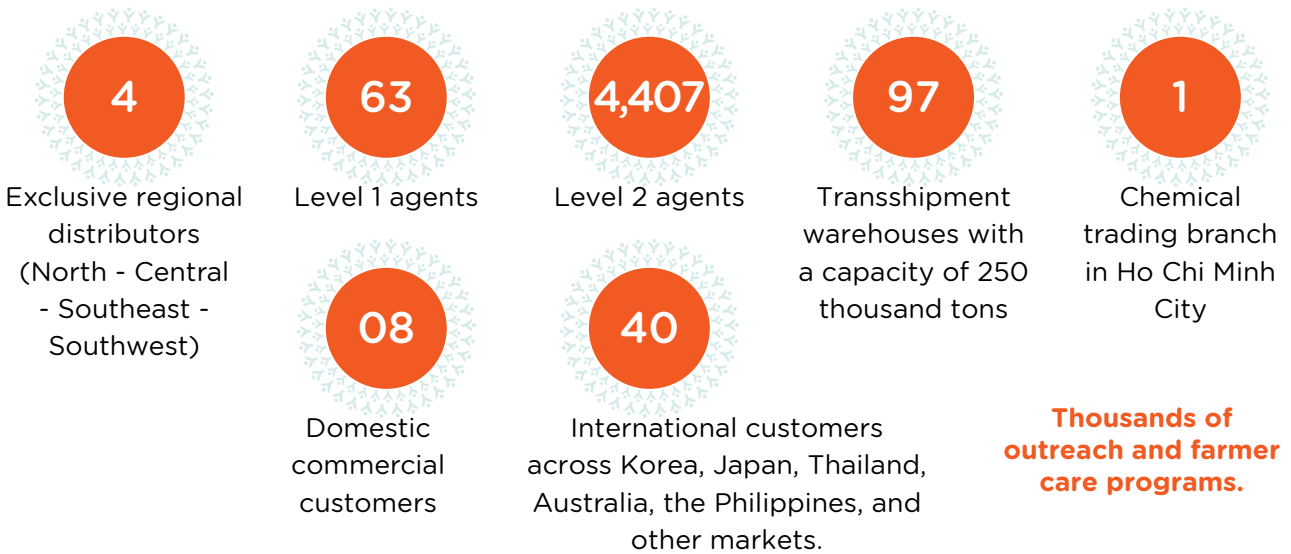 4
Exclusive regional
distributors
(North - Central
- Southeast -
Southwest)
63
Level 1 agents
4,407
Level 2 agents
97
Transshipment
warehouses with
a capacity of 250
thousand tons
1
Chemical
trading branch
in Ho Chi Minh
City
08
Domestic
commercial
customers
40
International customers
across Korea, Japan, Thailand,
Australia, the Philippines, and
other markets.
Thousands of
outreach and farmer
care programs.